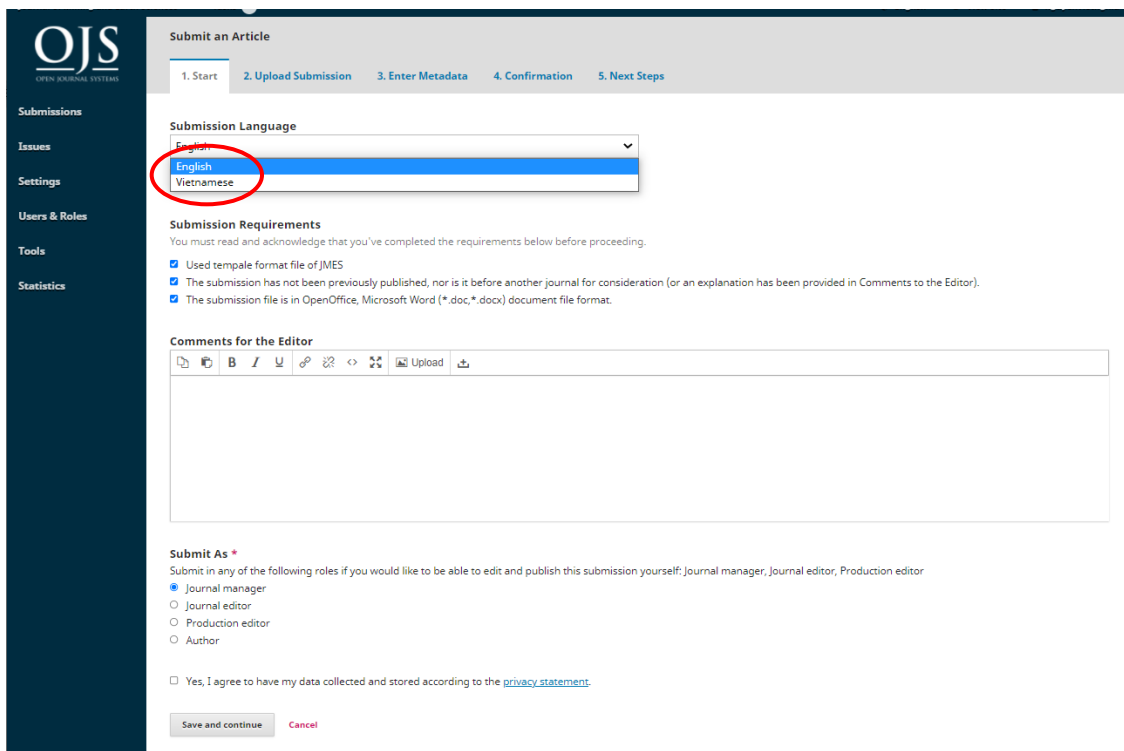 OJS
OPEN JOURNAL SYSTEMS
Submissions
Issues
Settings
Users & Roles
Tools
Statistics
Submit an Article
1. Start 2. Upload Submission 3. Enter Metadata 4. Confirmation 5. Next Steps
Submission Language
English
English
Vietnamese
Submission Requirements
You must read and acknowledge that you've completed the requirements below before proceeding.
Used tempale format file of JMES
The submission has not been previously published, nor is it before another journal for consideration (or an explanation has been provided in Comments to the Editor).
The submission file is in OpenOffice, Microsoft Word (*.doc,*.docx) document file format.
Comments for the Editor
B I U Upload
Submit As *
Submit in any of the following roles if you would like to be able to edit and publish this submission yourself: Journal manager, Journal editor, Production editor
Journal manager
Journal editor
Production editor
Author
Yes, I agree to have my data collected and stored according to the privacy statement.
Save and continue Cancel